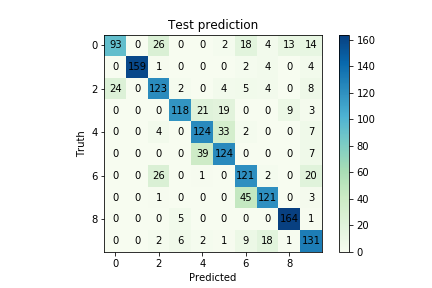 Test prediction
0 93 0 26 0 0 2 18 4 13 14 160
0 159 1 0 0 0 2 4 0 4 140
2 24 0 123 2 0 4 5 4 0 8 120
0 0 0 118 21 19 0 0 9 3 100
4 0 0 4 0 124 33 2 0 0 7
Truth
0 0 0 0 39 124 0 0 0 7 80
6 0 0 26 0 1 0 121 2 0 20 60
0 0 1 0 0 0 45 121 0 3 40
8 0 0 0 5 0 0 0 0 164 1 20
0 0 2 6 2 1 9 18 1 131 0
0 2 4 6 8
Predicted